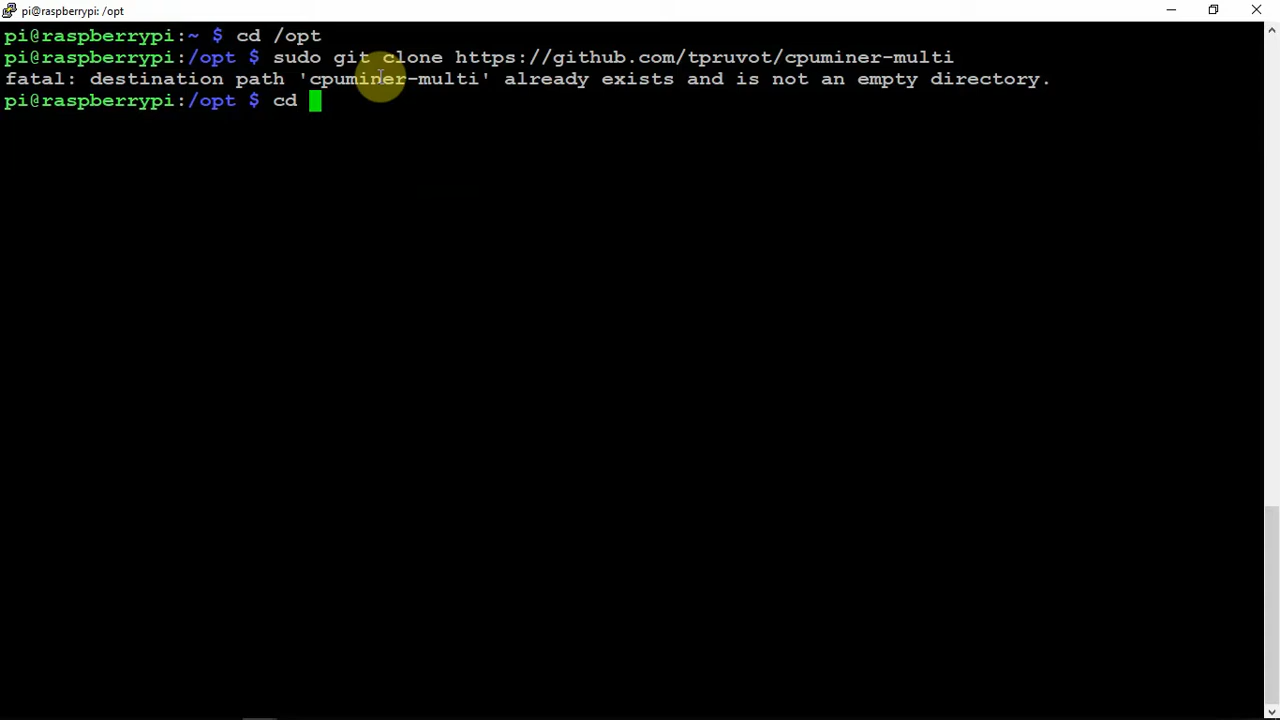 pi@raspberrypi: /opt
pi@raspberrypi:~ $ cd /opt
pi@raspberrypi:/opt $ sudo git clone https://github.com/tpruvot/cpuminer-multi
fatal: destination path 'cpuminer-multi' already exists and is not an empty directory.
pi@raspberrypi:/opt $ cd